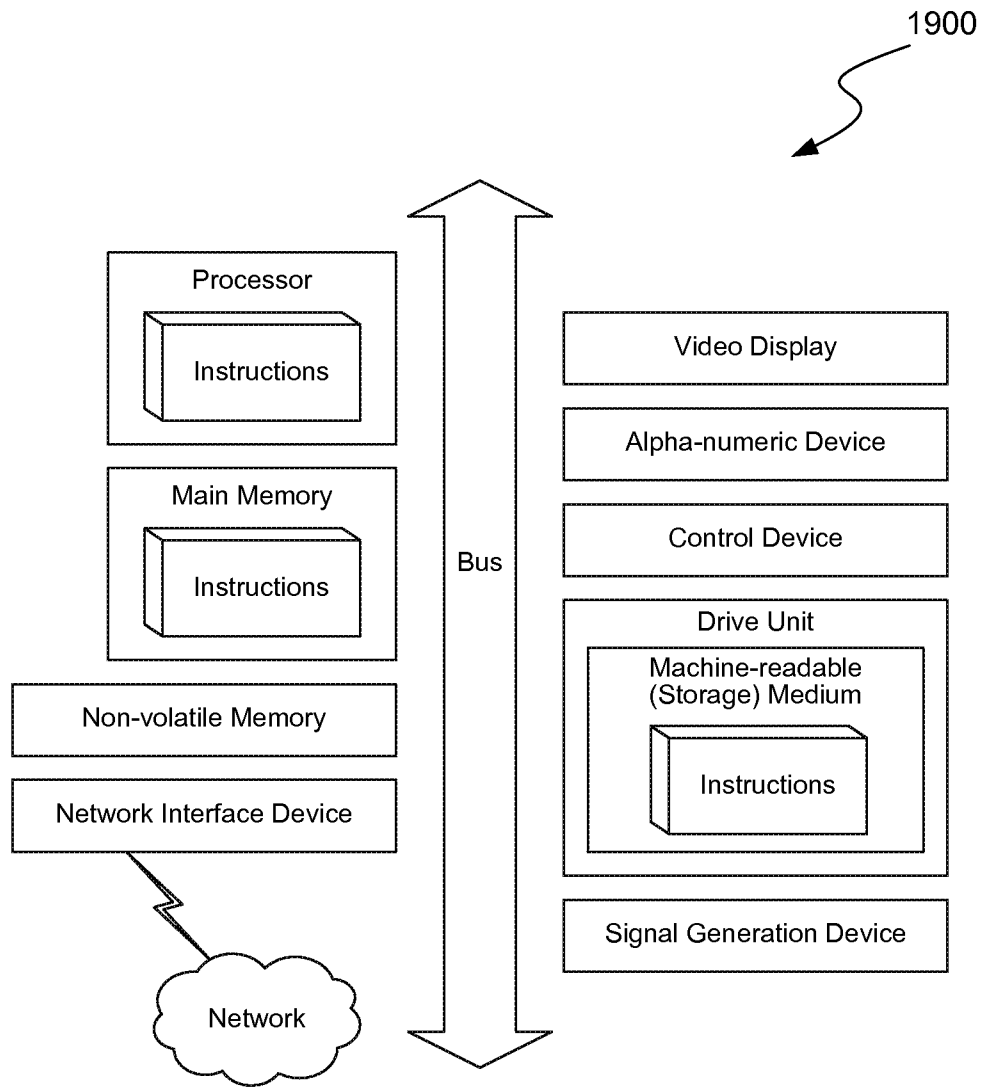 1900
Processor
Instructions
Main Memory
Instructions
Non-volatile Memory
Network Interface Device
Network
Bus
Video Display
Alpha-numeric Device
Control Device
Drive Unit
Machine-readable
(Storage) Medium
Instructions
Signal Generation Device